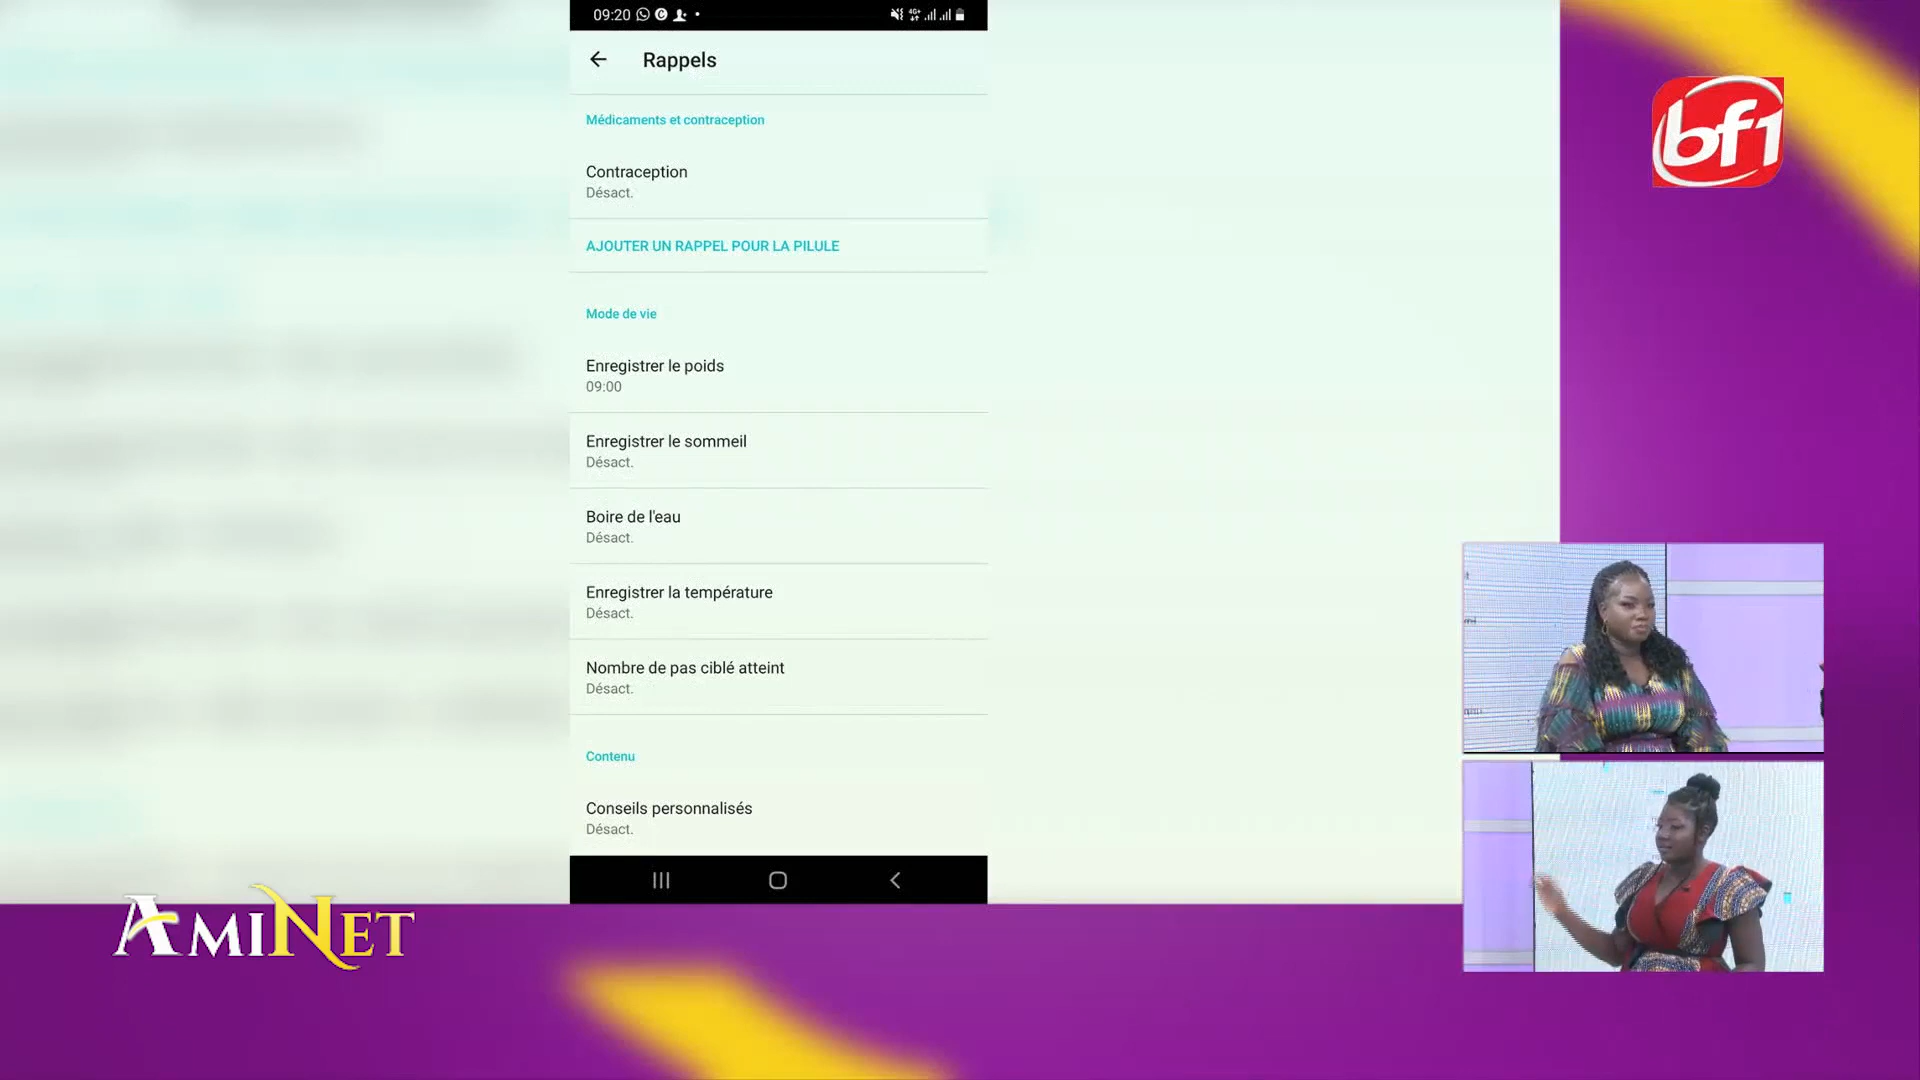 09:20
Rappels
bf1
Médicaments et contraception
Contraception
Désact.
AJOUTER UN RAPPEL POUR LA PILULE
Mode de vie
Enregistrer le poids
09:00
Enregistrer le sommeil
Désact.
Boire de l'eau
Désact.
Enregistrer la température
Désact.
Nombre de pas ciblé atteint
Désact.
Contenu
Conseils personnalisés
Désact.
AMINET